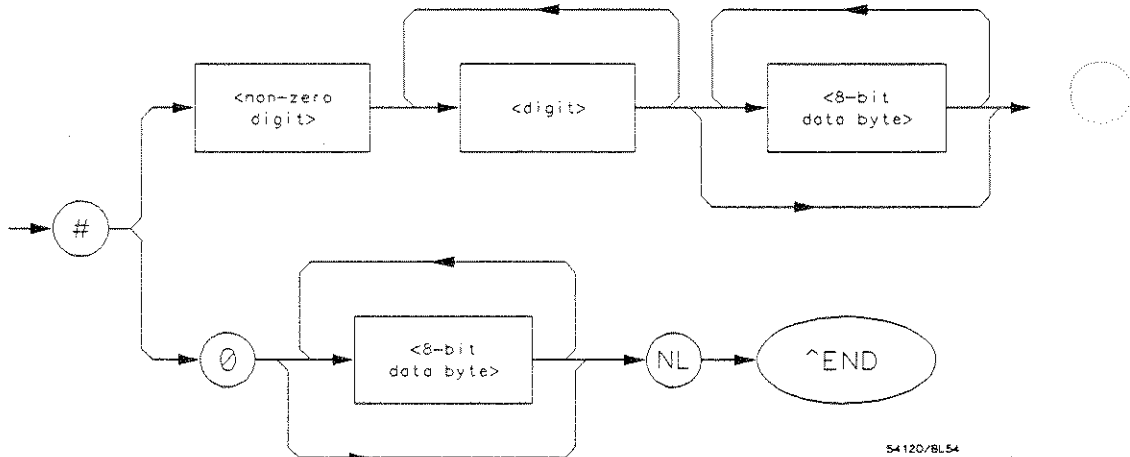 <non-zero
digit>
<digit>
<8-bit
data byte>
#
0
<8-bit
data byte>
NL
^END
54120/BL54